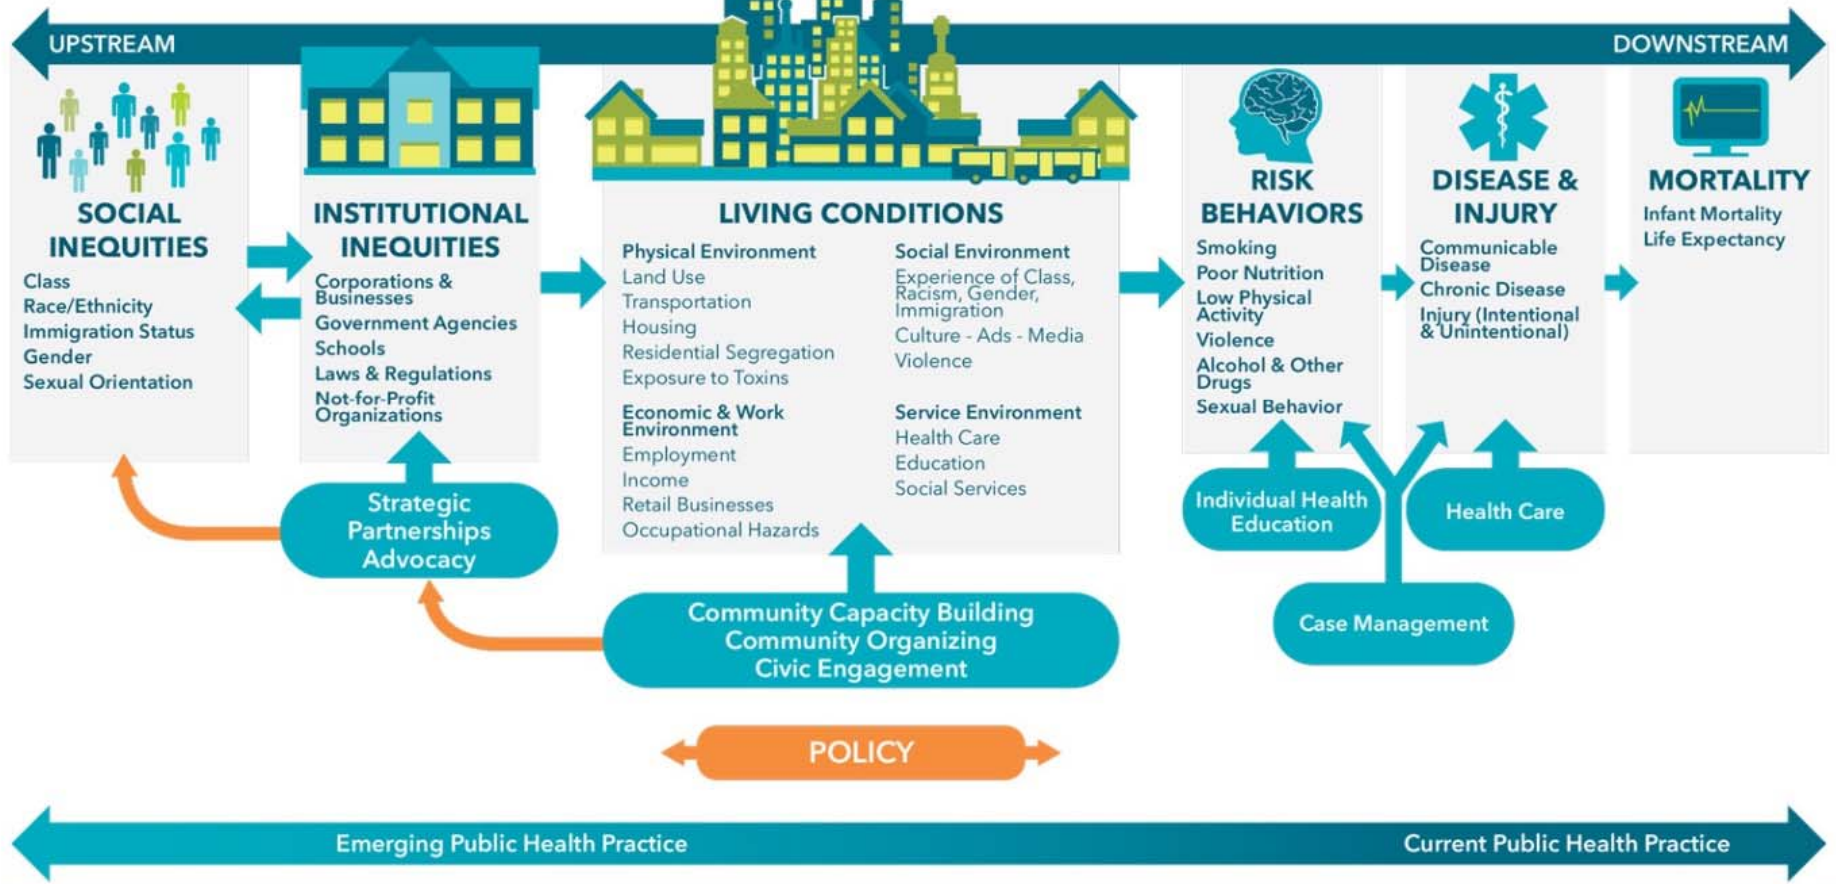 UPSTREAM
DOWNSTREAM
SOCIAL
INEQUITIES
Class
Race/Ethnicity
Immigration Status
Gender
Sexual Orientation
INSTITUTIONAL
INEQUITIES
Corporations &
Businesses
Government Agencies
Schools
Laws & Regulations
Not-for-Profit
Organizations
LIVING CONDITIONS
Physical Environment
Land Use
Transportation
Housing
Residential Segregation
Exposure to Toxins
Economic & Work
Environment
Employment
Income
Retail Businesses
Occupational Hazards
Social Environment
Experience of Class,
Racism, Gender,
Immigration
Culture - Ads - Media
Violence
Service Environment
Health Care
Education
Social Services
RISK
BEHAVIORS
Smoking
Poor Nutrition
Low Physical
Activity
Violence
Alcohol & Other
Drugs
Sexual Behavior
DISEASE &
INJURY
Communicable
Disease
Chronic Disease
Injury (Intentional
& Unintentional)
MORTALITY
Infant Mortality
Life Expectancy
Strategic
Partnerships
Advocacy
Community Capacity Building
Community Organizing
Civic Engagement
Individual Health
Education
Health Care
Case Management
POLICY
Emerging Public Health Practice
Current Public Health Practice